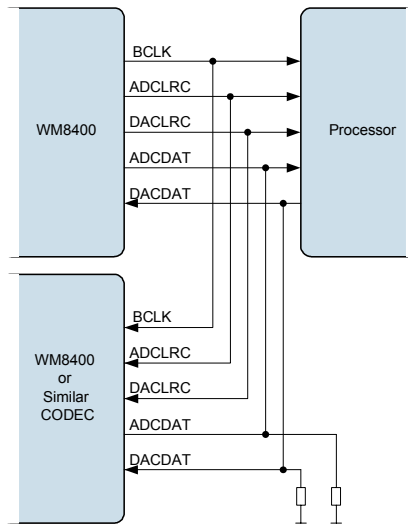 BCLK
ADCLRC
WM8400
DACLRC
Processor
ADCDAT
DACDAT
BCLK
WM8400
or
Similar
CODEC
ADCLRC
DACLRC
ADCDAT
DACDAT